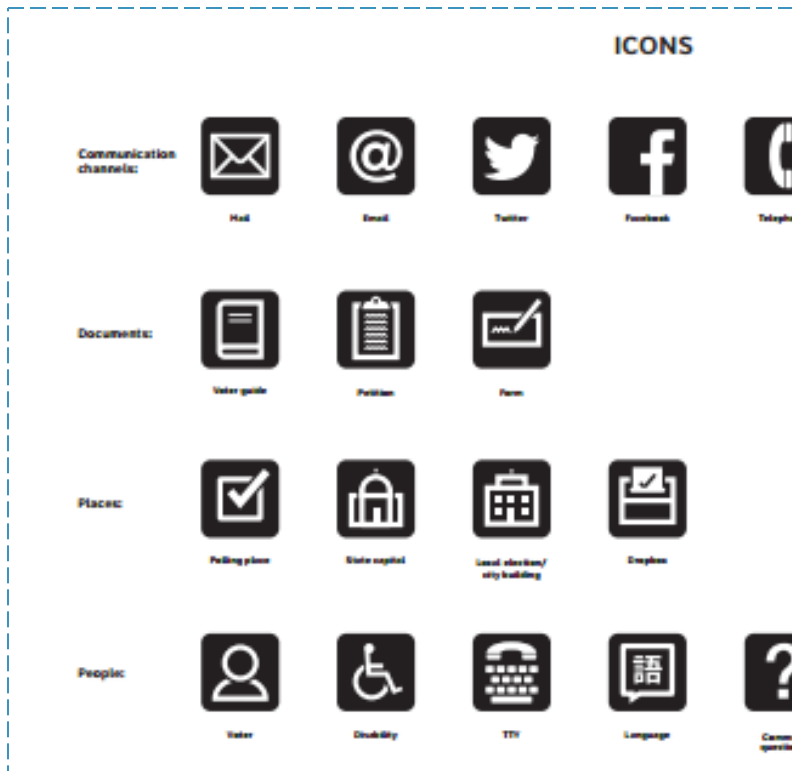 ICONS
Communication
channels:
@
f
Mail
Email
Twitter
Facebook
Documents:
Voter guide
Petition
Form
Places:
Polling place
State capitol
Local election/
city building
Dropbox
People:
語
?
Voter
Disability
TTY
Language